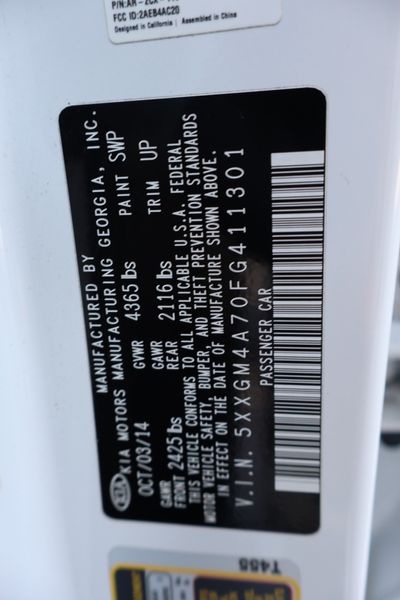 P/N:AR-2CX-
FCC ID:2AEB4AC20
Designed in California | Assembled in China
MANUFACTURED BY
KIA MOTORS MANUFACTURING GEORGIA, INC.
OCT/03/14 GVWR 4365 lbs PAINT SWP
GAWR FRONT 2425 lbs GAWR REAR 2116 lbs TRIM UP
THIS VEHICLE CONFORMS TO ALL APPLICABLE U.S.A. FEDERAL
MOTOR VEHICLE SAFETY, BUMPER, AND THEFT PREVENTION STANDARDS
IN EFFECT ON THE DATE OF MANUFACTURE SHOWN ABOVE.
V.I.N. 5XXGM4A70FG411301
PASSENGER CAR
KIA
T455